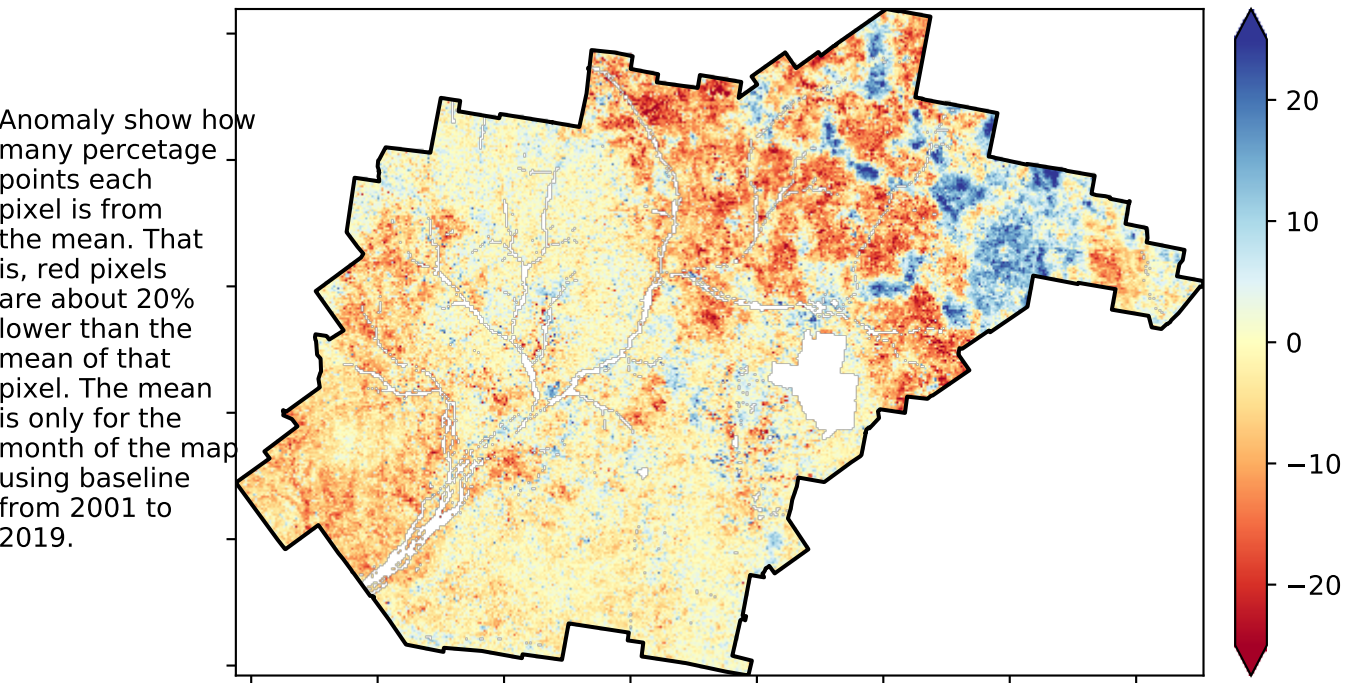 Anomaly show how
many percetage
points each
pixel is from
the mean. That
is, red pixels
are about 20%
lower than the
mean of that
pixel. The mean
is only for the
month of the map
using baseline
from 2001 to
2019.
20
10
0
−10
−20